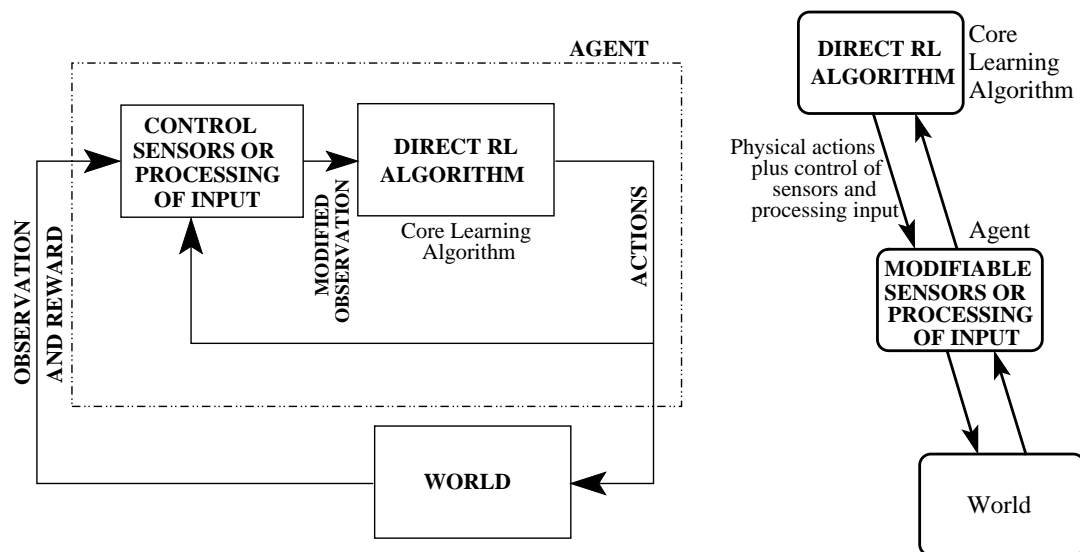 AGENT
CONTROL
SENSORS OR
PROCESSING
OF INPUT
DIRECT RL
ALGORITHM
Core Learning
Algorithm
MODIFIED
OBSERVATION
ACTIONS
OBSERVATION
AND REWARD
WORLD
DIRECT RL
ALGORITHM
Core
Learning
Algorithm
Physical actions
plus control of
sensors and
processing input
Agent
MODIFIABLE
SENSORS OR
PROCESSING
OF INPUT
World